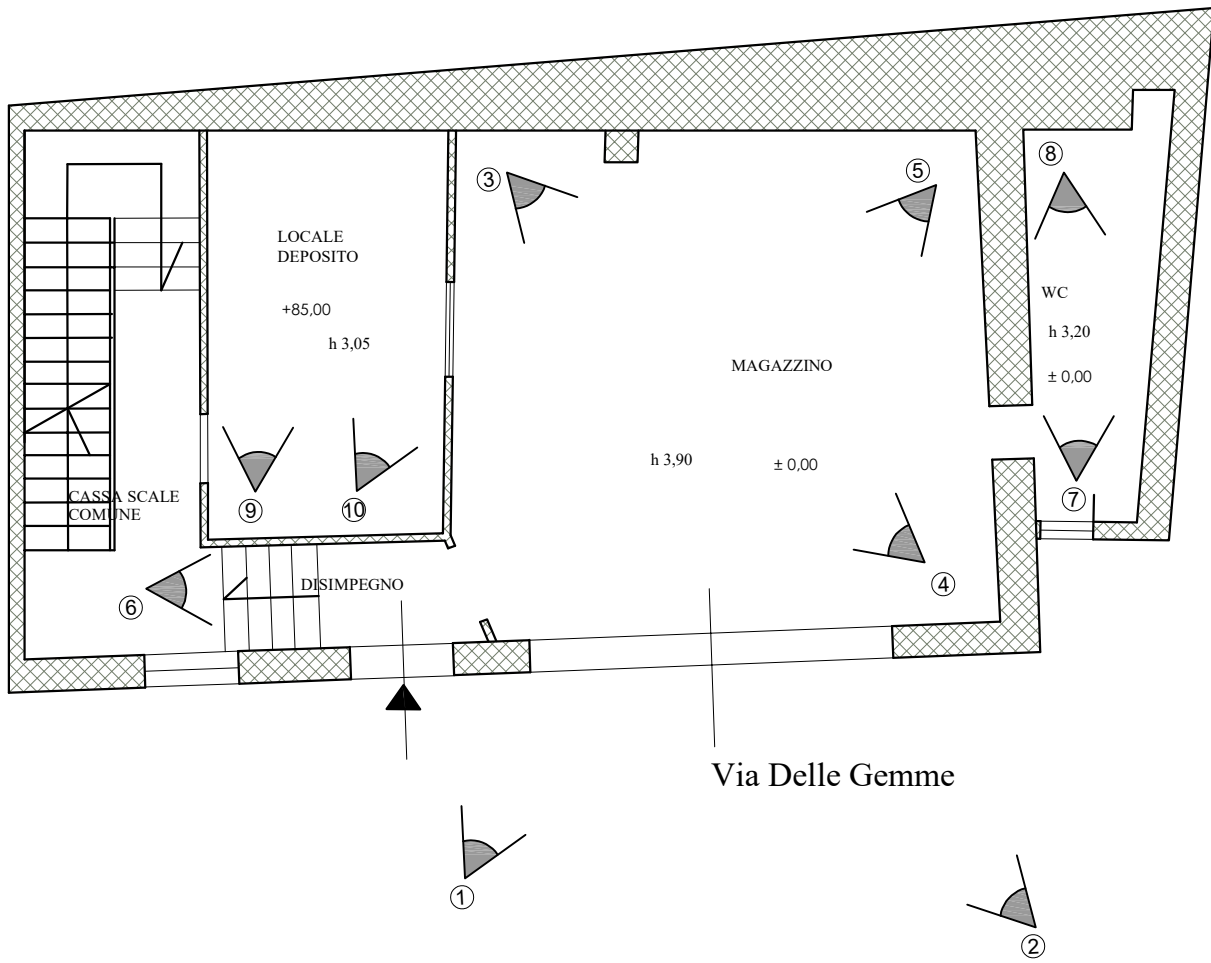 3
5
8
LOCALE
DEPOSITO
+85,00
h 3,05
WC
h 3,20
± 0,00
MAGAZZINO
h 3,90
± 0,00
CASSA SCALE
COMUNE
9
10
7
DISIMPEGNO
6
4
Via Delle Gemme
1
2